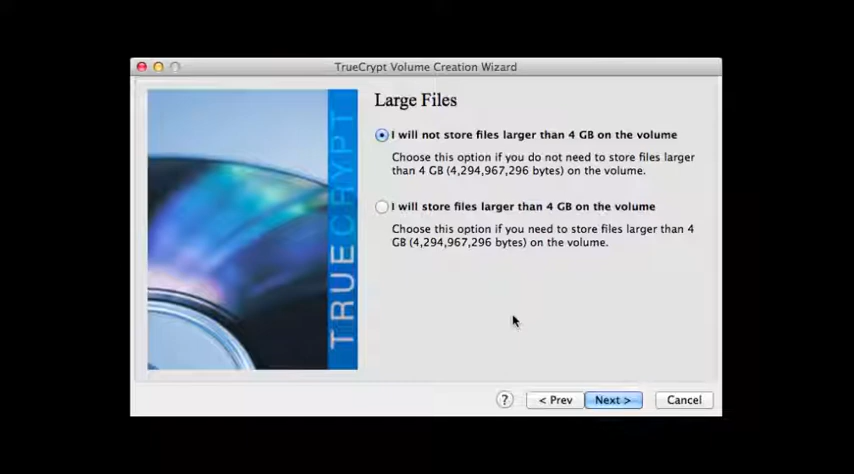 TrueCrypt Volume Creation Wizard
Large Files
I will not store files larger than 4 GB on the volume
Choose this option if you do not need to store files larger
than 4 GB (4,294,967,296 bytes) on the volume.
I will store files larger than 4 GB on the volume
Choose this option if you need to store files larger than 4
GB (4,294,967,296 bytes) on the volume.
TRUECRYPT
?
< Prev
Next >
Cancel